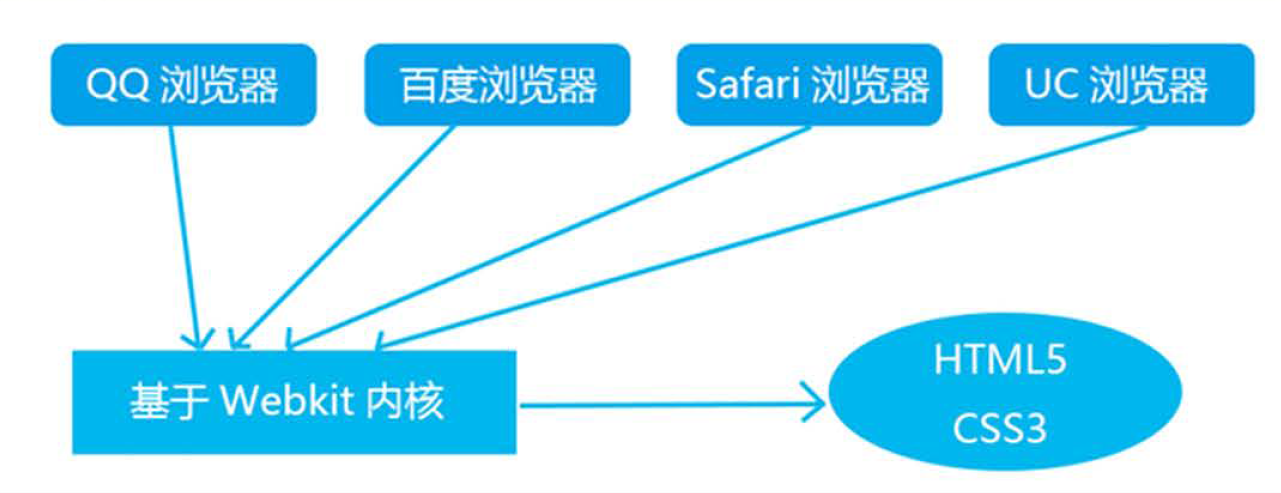 QQ 浏览器
百度浏览器
Safari 浏览器
UC 浏览器
基于 Webkit 内核
HTML5
CSS3